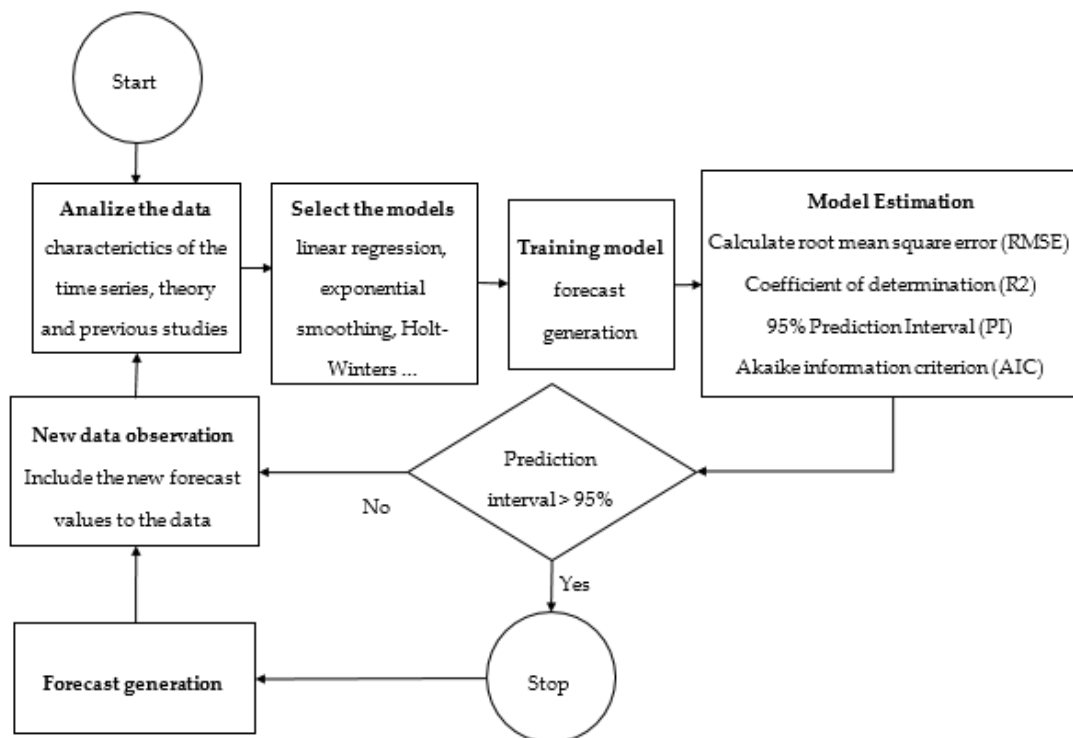 Start
Analize the data
charactericts of the
time series, theory
and previous studies
Select the models
linear regression,
exponential
smoothing, Holt-
Winters ...
Training model
forecast
generation
Model Estimation
Calculate root mean square error (RMSE)
Coefficient of determination (R2)
95% Prediction Interval (PI)
Akaike information criterion (AIC)
New data observation
Include the new forecast
values to the data
No
Prediction
interval > 95%
Yes
Forecast generation
Stop